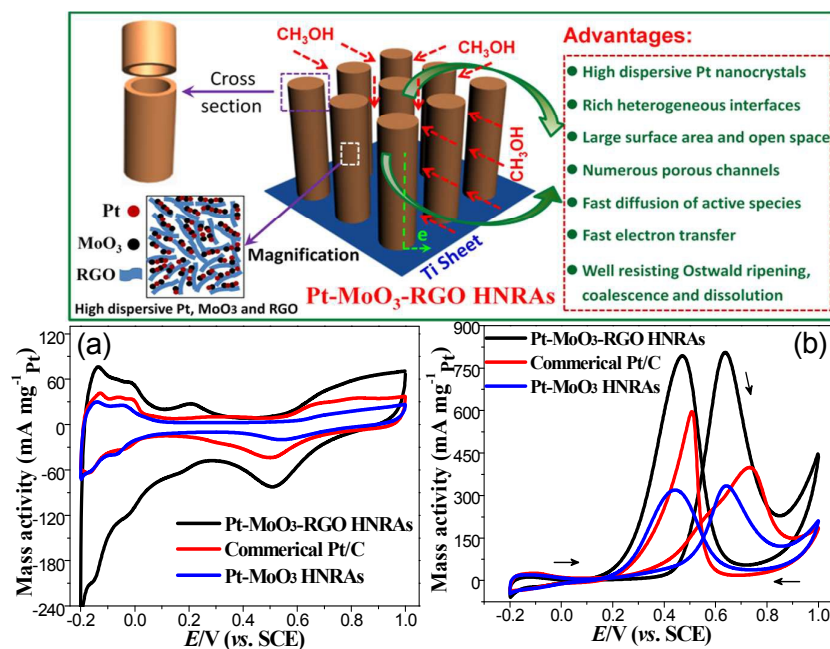 CH3OH
CH3OH
Advantages:
Cross
section
High dispersive Pt nanocrystals
Rich heterogeneous interfaces
Large surface area and open space
CH3OH
Numerous porous channels
Pt
MoO3
RGO
Magnification
e
Ti Sheet
Fast diffusion of active species
Fast electron transfer
Well resisting Ostwald ripening,
coalescence and dissolution
High dispersive Pt, MoO3 and RGO
Pt-MoO3-RGO HNRAs
(a)
Mass activity (mA mg-1Pt)
120
60
0
-60
-120
-180
-240
Pt-MoO3-RGO HNRAs
Commerical Pt/C
Pt-MoO3 HNRAs
-0.2 0.0 0.2 0.4 0.6 0.8 1.0
E/V (vs. SCE)
(b)
Mass activity (mA mg-1Pt)
900
750
600
450
300
150
0
Pt-MoO3-RGO HNRAs
Commerical Pt/C
Pt-MoO3 HNRAs
-0.2 0.0 0.2 0.4 0.6 0.8 1.0
E/V (vs. SCE)